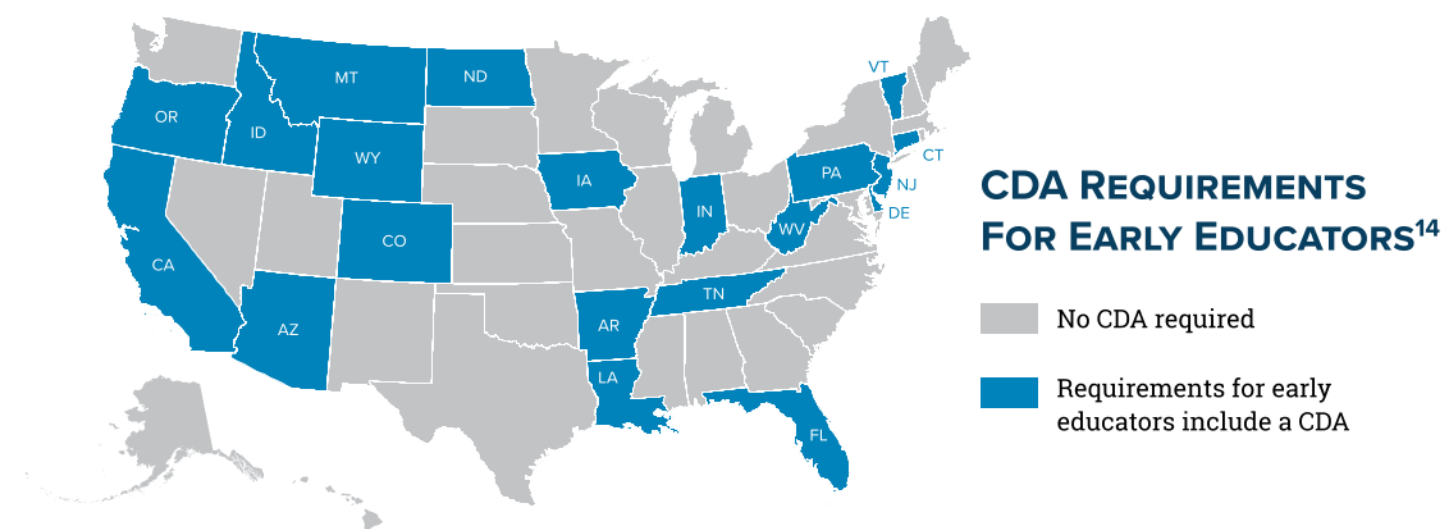 VT
MT
ND
OR
ID
WY
IA
PA
CT
NJ
IN
DE
WV
CO
CA
TN
AZ
AR
LA
FL
CDA REQUIREMENTS
FOR EARLY EDUCATORS14
No CDA required
Requirements for early
educators include a CDA